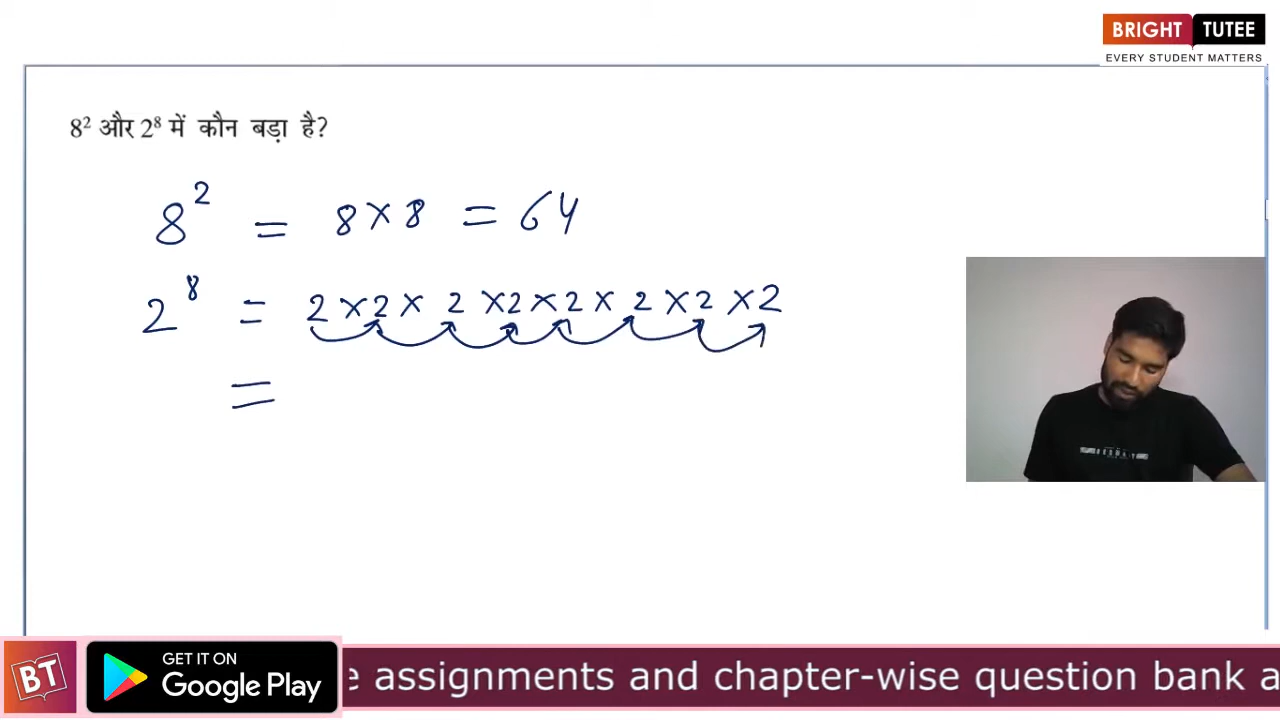 BRIGHT TUTEE
EVERY STUDENT MATTERS
8² और 2⁸ में कौन बड़ा है?
8² = 8 × 8 = 64
2⁸ = 2 × 2 × 2 × 2 × 2 × 2 × 2 × 2
=
BT
GET IT ON
Google Play
e assignments and chapter-wise question bank a